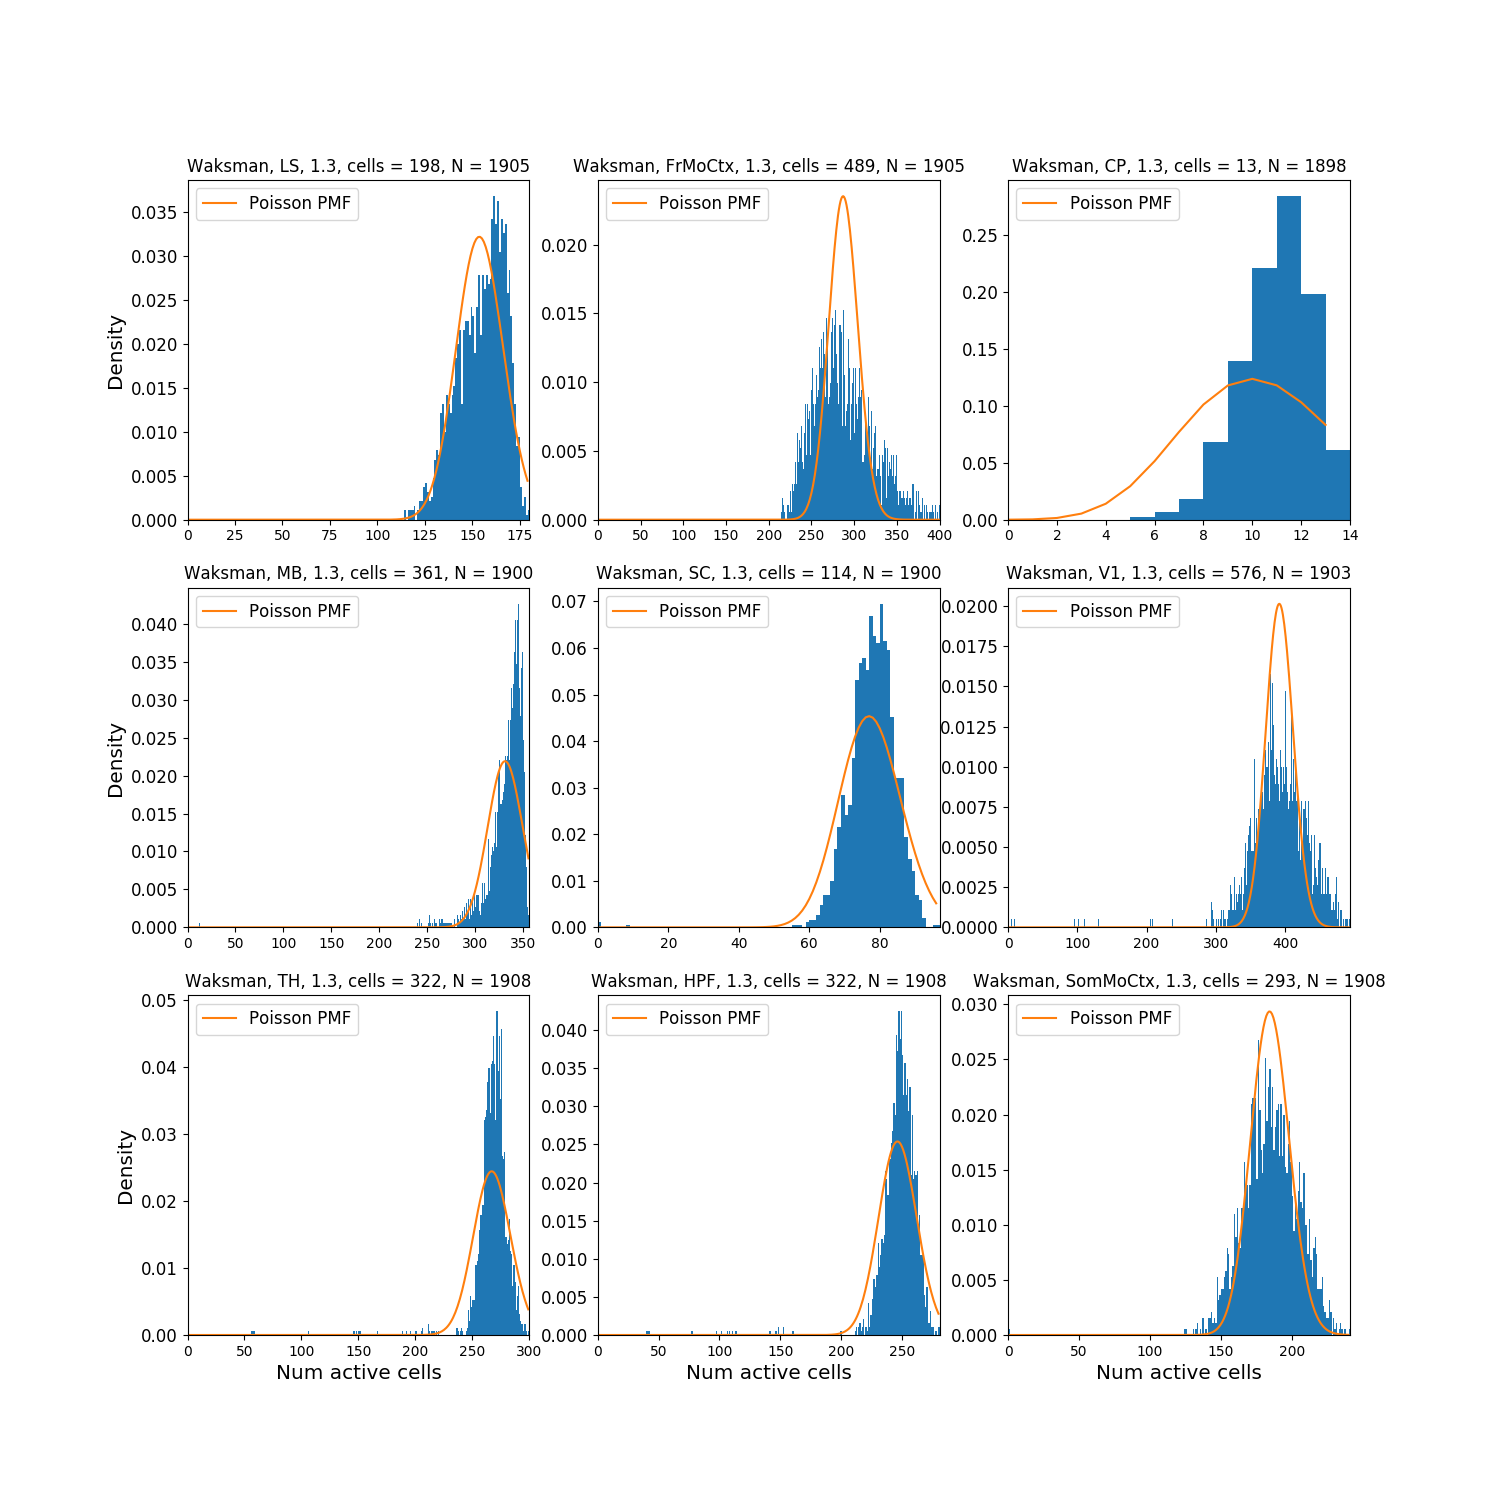 Waksman, LS, 1.3, cells = 198, N = 1905
Poisson PMF
Density
0.035
0.030
0.025
0.020
0.015
0.010
0.005
0.000
0 25 50 75 100 125 150 175
Waksman, FrMoCtx, 1.3, cells = 489, N = 1905
Poisson PMF
0.020
0.015
0.010
0.005
0.000
0 50 100 150 200 250 300 350 400
Waksman, CP, 1.3, cells = 13, N = 1898
Poisson PMF
0.25
0.20
0.15
0.10
0.05
0.00
0 2 4 6 8 10 12 14
Waksman, MB, 1.3, cells = 361, N = 1900
Poisson PMF
Density
0.040
0.035
0.030
0.025
0.020
0.015
0.010
0.005
0.000
0 50 100 150 200 250 300 350
Waksman, SC, 1.3, cells = 114, N = 1900
Poisson PMF
0.07
0.06
0.05
0.04
0.03
0.02
0.01
0.00
0 20 40 60 80
Waksman, V1, 1.3, cells = 576, N = 1903
Poisson PMF
0.0200
0.0175
0.0150
0.0125
0.0100
0.0075
0.0050
0.0025
0.0000
0 100 200 300 400
Waksman, TH, 1.3, cells = 322, N = 1908
Poisson PMF
Density
0.05
0.04
0.03
0.02
0.01
0.00
0 50 100 150 200 250 300
Num active cells
Waksman, HPF, 1.3, cells = 322, N = 1908
Poisson PMF
0.040
0.035
0.030
0.025
0.020
0.015
0.010
0.005
0.000
0 50 100 150 200 250
Num active cells
Waksman, SomMoCtx, 1.3, cells = 293, N = 1908
Poisson PMF
0.030
0.025
0.020
0.015
0.010
0.005
0.000
0 50 100 150 200
Num active cells